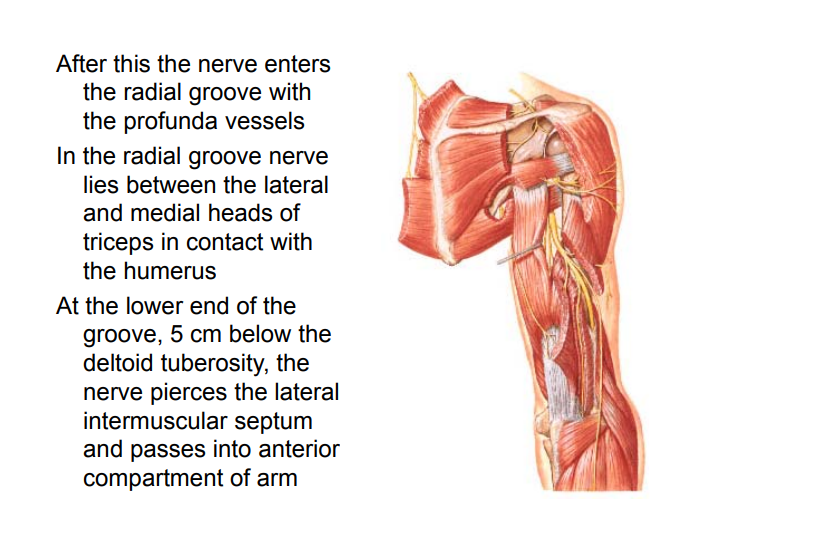 After this the nerve enters
the radial groove with
the profunda vessels
In the radial groove nerve
lies between the lateral
and medial heads of
triceps in contact with
the humerus
At the lower end of the
groove, 5 cm below the
deltoid tuberosity, the
nerve pierces the lateral
intermuscular septum
and passes into anterior
compartment of arm